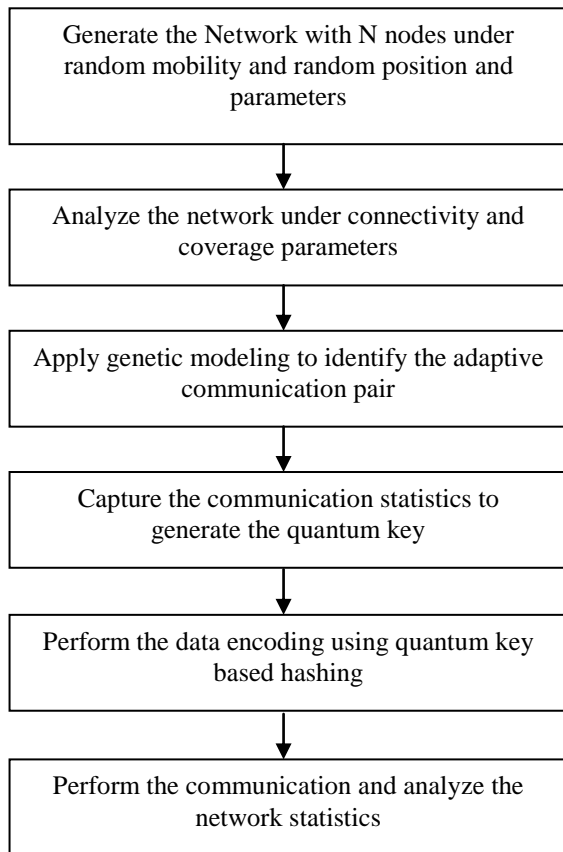 Generate the Network with N nodes under
random mobility and random position and
parameters
Analyze the network under connectivity and
coverage parameters
Apply genetic modeling to identify the adaptive
communication pair
Capture the communication statistics to
generate the quantum key
Perform the data encoding using quantum key
based hashing
Perform the communication and analyze the
network statistics